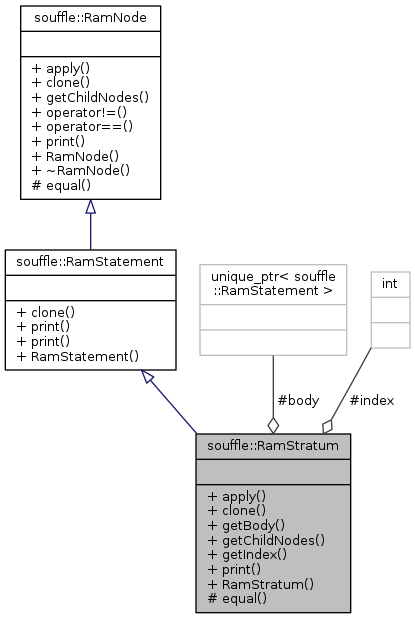 souffle::RamNode
+ apply()
+ clone()
+ getChildNodes()
+ operator!=()
+ operator==()
+ print()
+ RamNode()
+ ~RamNode()
# equal()
souffle::RamStatement
+ clone()
+ print()
+ print()
+ RamStatement()
unique_ptr< souffle
::RamStatement >
int
#body
#index
souffle::RamStratum
+ apply()
+ clone()
+ getBody()
+ getChildNodes()
+ getIndex()
+ print()
+ RamStratum()
# equal()